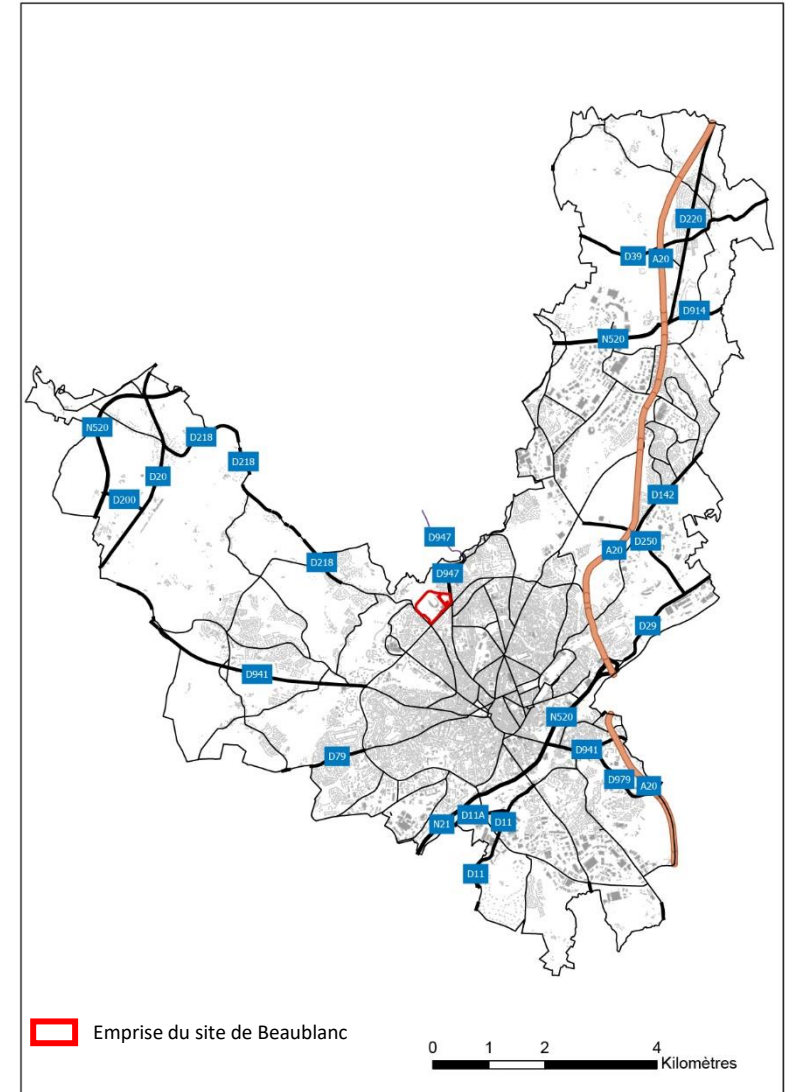 D220
D39
A20
D914
N520
N520
D218
D218
D20
D200
D142
D947
D250
A20
D218
D947
D29
D941
N520
D941
D79
D979
A20
D11A
N21
D11
D11
Emprise du site de Beaublanc
0 1 2 4
Kilomètres